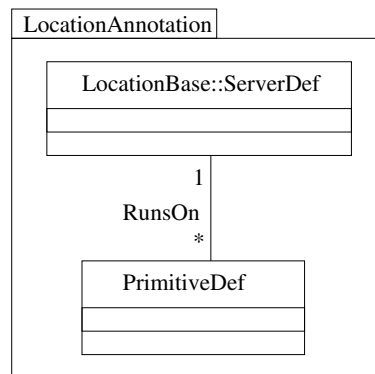 LocationAnnotation
LocationBase::ServerDef
1
RunsOn
*
PrimitiveDef